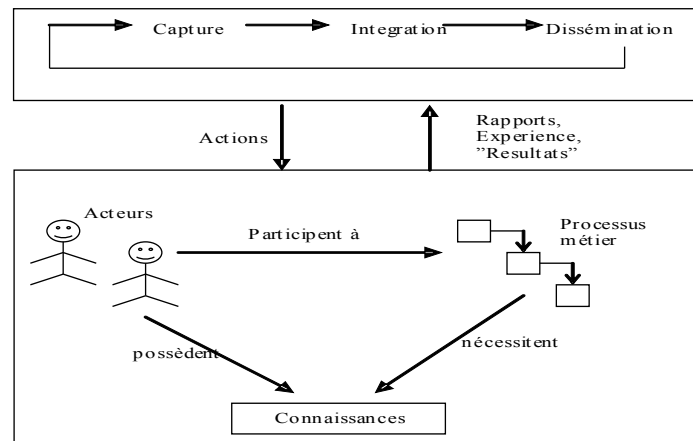 Capture Integration Dissémination
Actions
Rapports,
Experience,
”Resultats”
Acteurs
Participent à
Processus
métier
possèdent
nécessitent
Connaissances